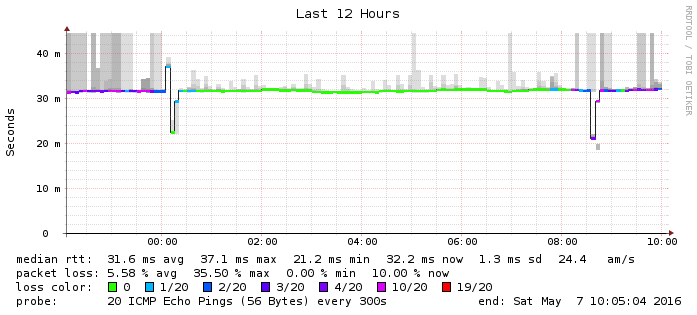 Last 12 Hours
RRDTOOL / TOBI OETIKER
Seconds
40 m
30 m
20 m
10 m
0
00:00 02:00 04:00 06:00 08:00 10:00
median rtt: 31.6 ms avg 37.1 ms max 21.2 ms min 32.2 ms now 1.3 ms sd 24.4 am/s
packet loss: 5.58 % avg 35.50 % max 0.00 % min 10.00 % now
loss color: 0 1/20 2/20 3/20 4/20 10/20 19/20
probe: 20 ICMP Echo Pings (56 Bytes) every 300s end: Sat May 7 10:05:04 2016